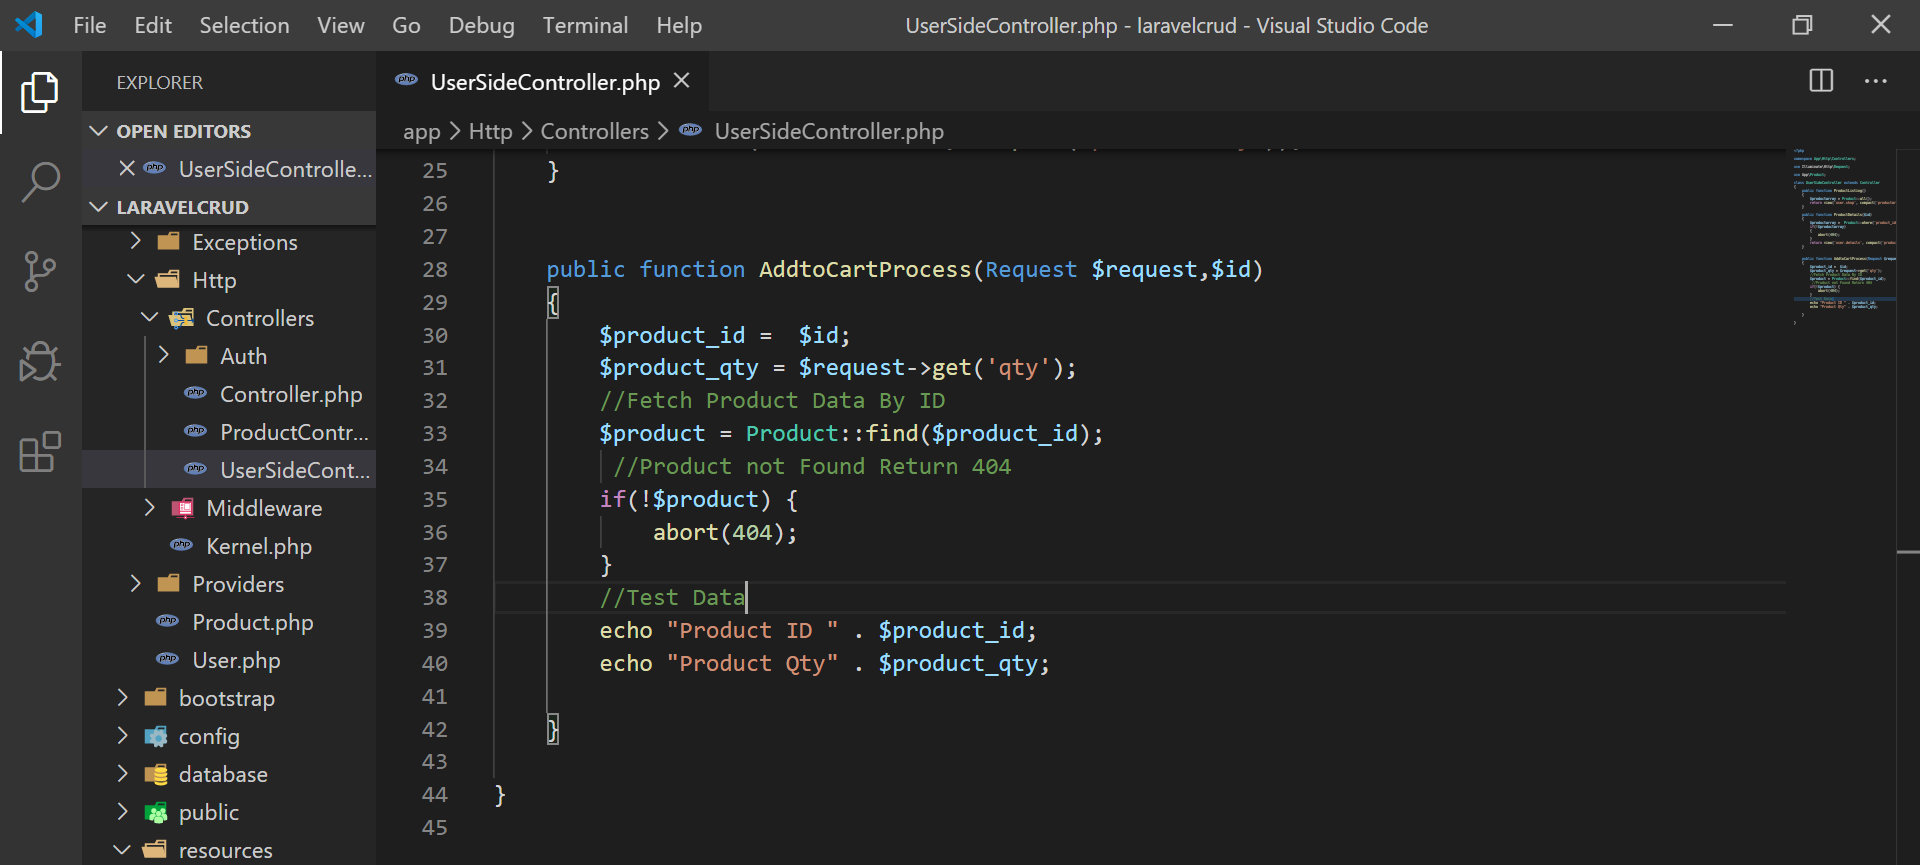 File Edit Selection View Go Debug Terminal Help UserSideController.php - laravelcrud - Visual Studio Code
EXPLORER
OPEN EDITORS
UserSideControlle...
LARAVELCRUD
Exceptions
Http
Controllers
Auth
Controller.php
ProductContr...
UserSideCont...
Middleware
Kernel.php
Providers
Product.php
User.php
bootstrap
config
database
public
resources
UserSideController.php
app > Http > Controllers > UserSideController.php
25 }
26
27
28 public function AddtoCartProcess(Request $request,$id)
29 {
30 $product_id =  $id;
31 $product_qty = $request->get('qty');
32 //Fetch Product Data By ID
33 $product = Product::find($product_id);
34 //Product not Found Return 404
35 if(!$product) {
36 abort(404);
37 }
38 //Test Data
39 echo "Product ID " . $product_id;
40 echo "Product Qty" . $product_qty;
41
42 }
43
44 }
45